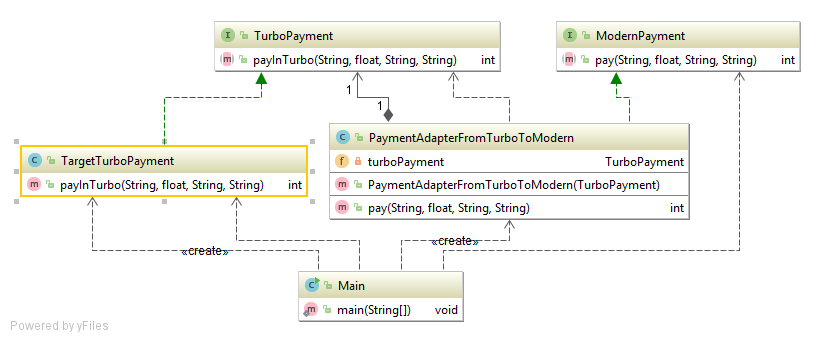 I TurboPayment
m payInTurbo(String, float, String, String) int
I ModernPayment
m pay(String, float, String, String) int
1
1
C PaymentAdapterFromTurboToModern
f turboPayment TurboPayment
m PaymentAdapterFromTurboToModern(TurboPayment)
m pay(String, float, String, String) int
C TargetTurboPayment
m payInTurbo(String, float, String, String) int
«create»
«create»
C Main
m main(String[]) void
Powered by yFiles